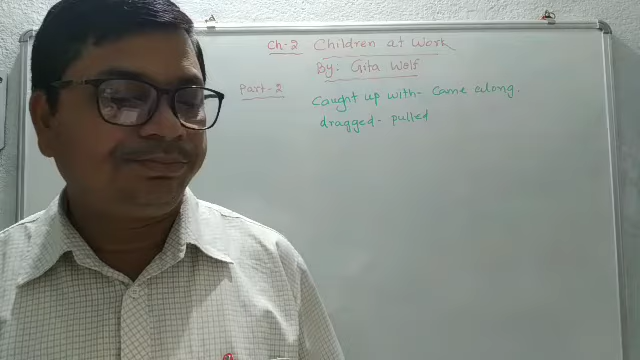 Ch-2 Children at Work
By: Gita Wolf
Part-2
Caught up with- Came along.
dragged- pulled